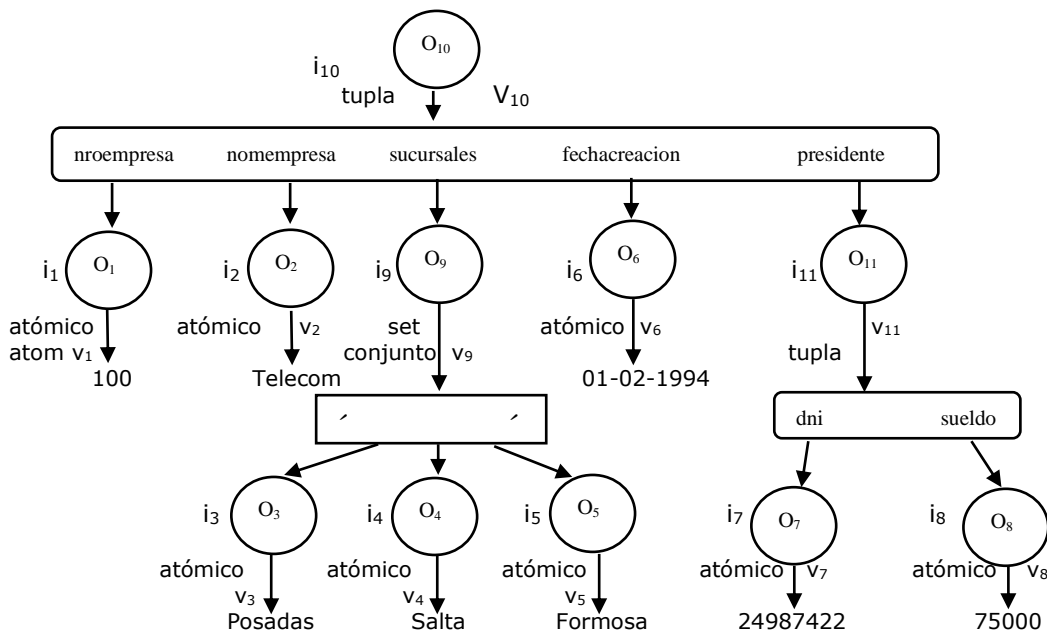 O10
i10
tupla V10
nroempresa nomempresa sucursales fechacreacion presidente
i1 O1 i2 O2 i9 O9 i6 O6 i11 O11
atómico atómico v2 set atómico v6 v11
atom v1 conjunto v9 tupla
100 Telecom 01-02-1994
dni sueldo
i3 O3 i4 O4 i5 O5 i7 O7 i8 O8
atómico atómico atómico atómico v7 atómico v8
v3 v4 v5
Posadas Salta Formosa 24987422 75000